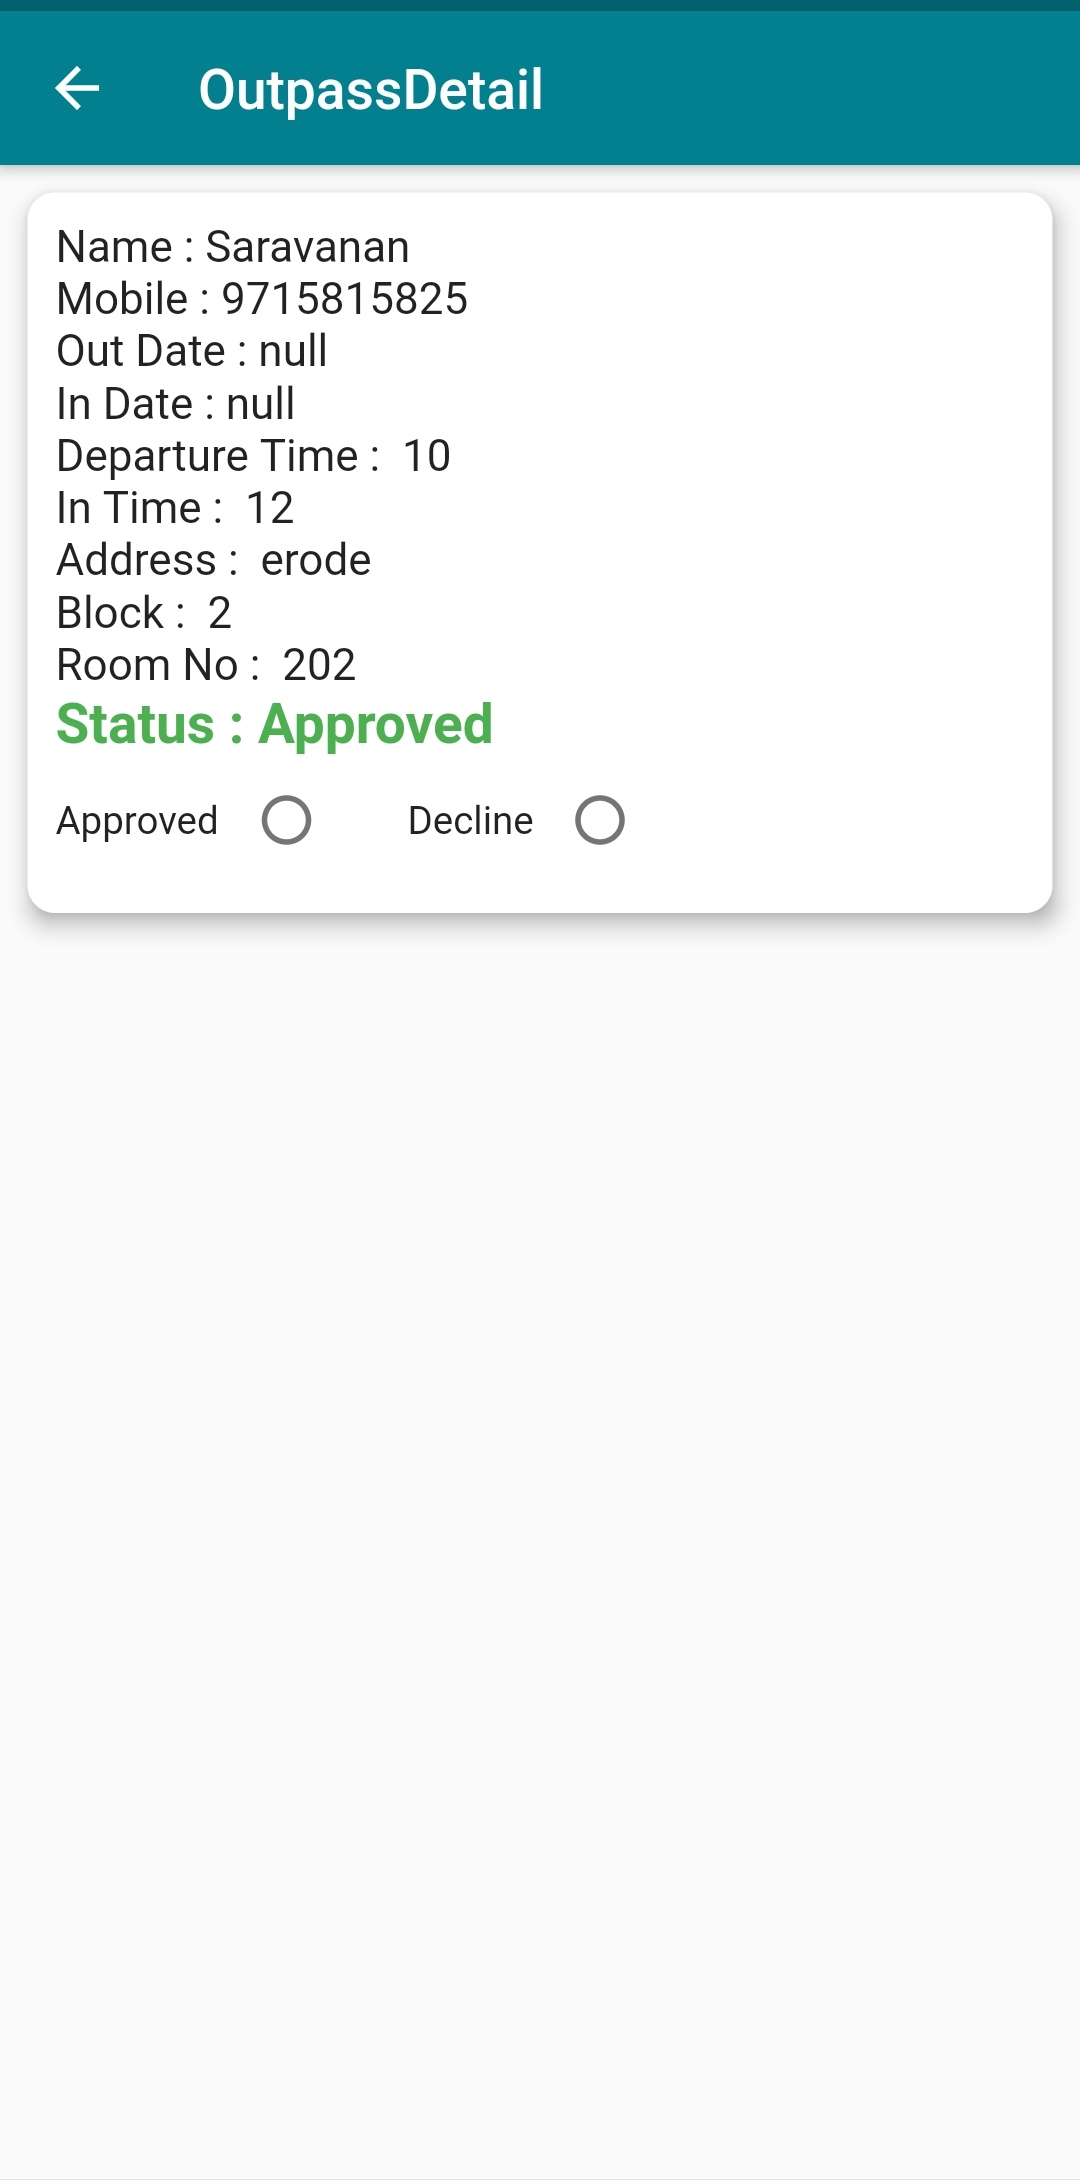 OutpassDetail
Name : Saravanan
Mobile : 9715815825
Out Date : null
In Date : null
Departure Time :  10
In Time :  12
Address :  erode
Block :  2
Room No :  202
Status : Approved
Approved Decline